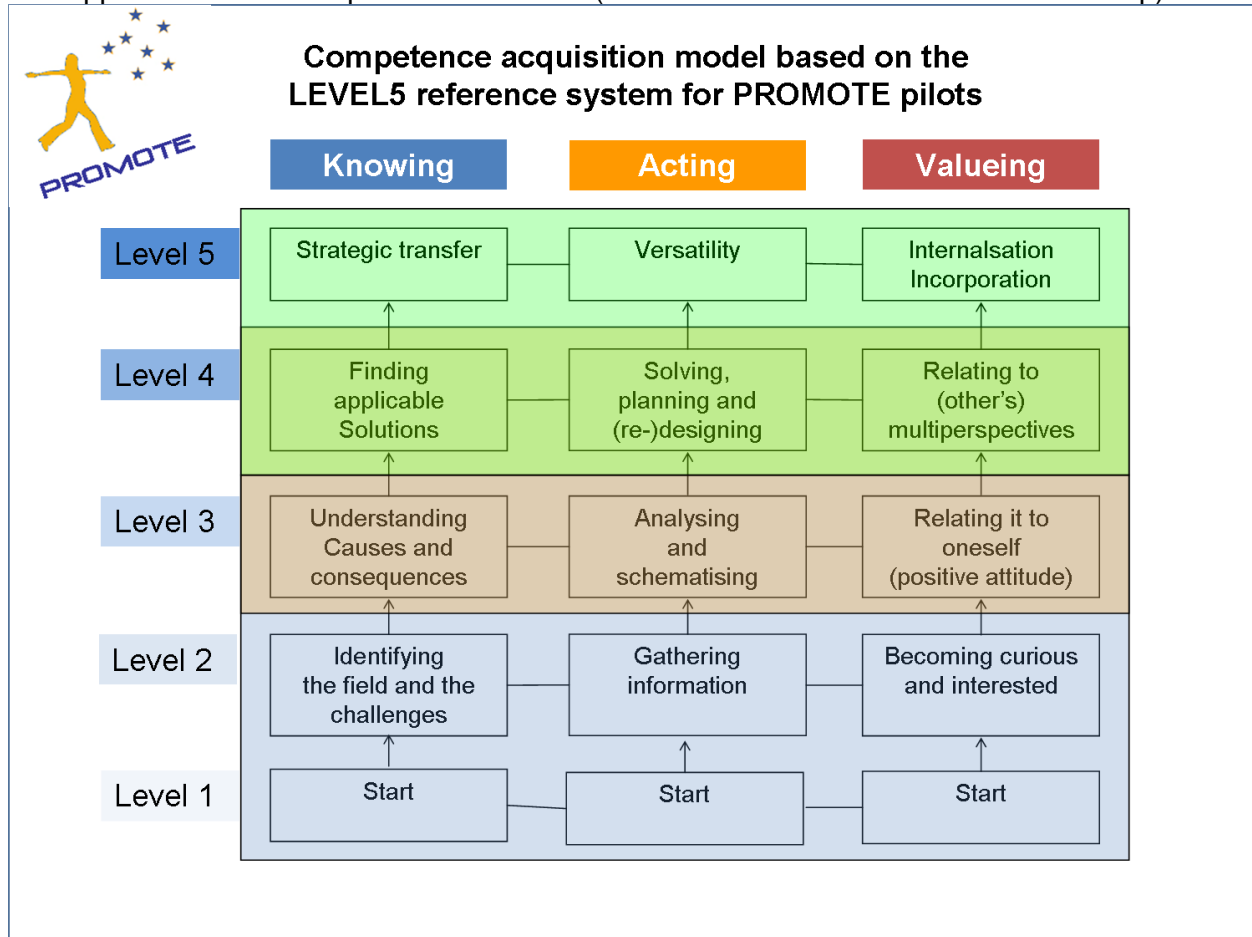 Competence acquisition model based on the
LEVEL5 reference system for PROMOTE pilots
PROMOTE
Knowing
Acting
Valueing
Level 5
Strategic transfer
Versatility
Internalsation
Incorporation
Level 4
Finding
applicable
Solutions
Solving,
planning and
(re-)designing
Relating to
(other's)
multiperspectives
Level 3
Understanding
Causes and
consequences
Analysing
and
schematising
Relating it to
oneself
(positive attitude)
Level 2
Identifying
the field and the
challenges
Gathering
information
Becoming curious
and interested
Level 1
Start
Start
Start